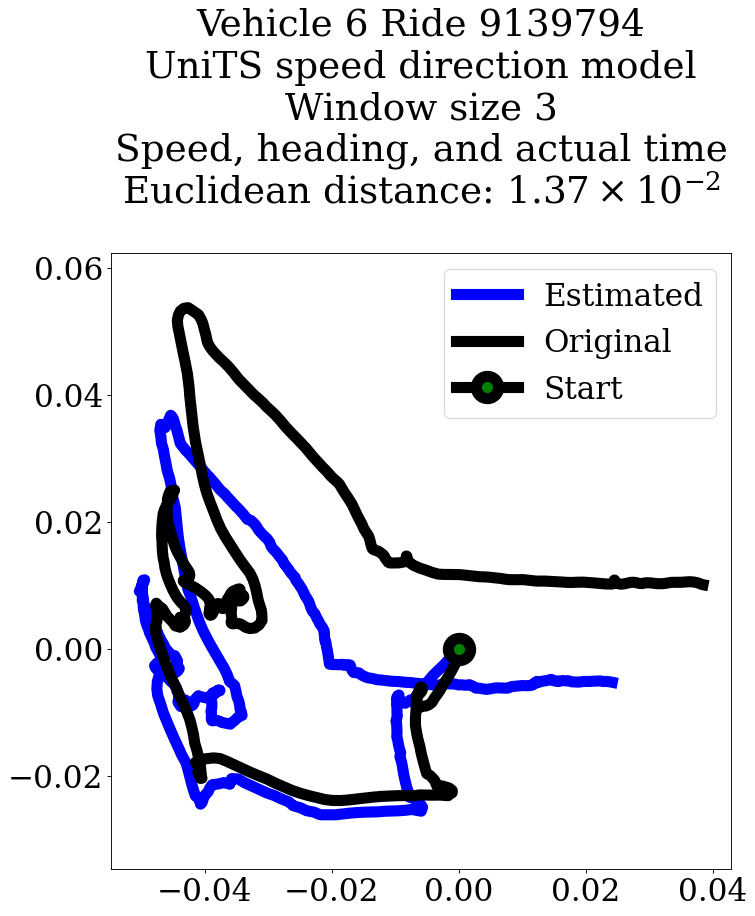 Vehicle 6 Ride 9139794
UniTS speed direction model
Window size 3
Speed, heading, and actual time
Euclidean distance: 1.37 × 10⁻²
Estimated
Original
Start
0.06
0.04
0.02
0.00
−0.02
−0.04 −0.02 0.00 0.02 0.04